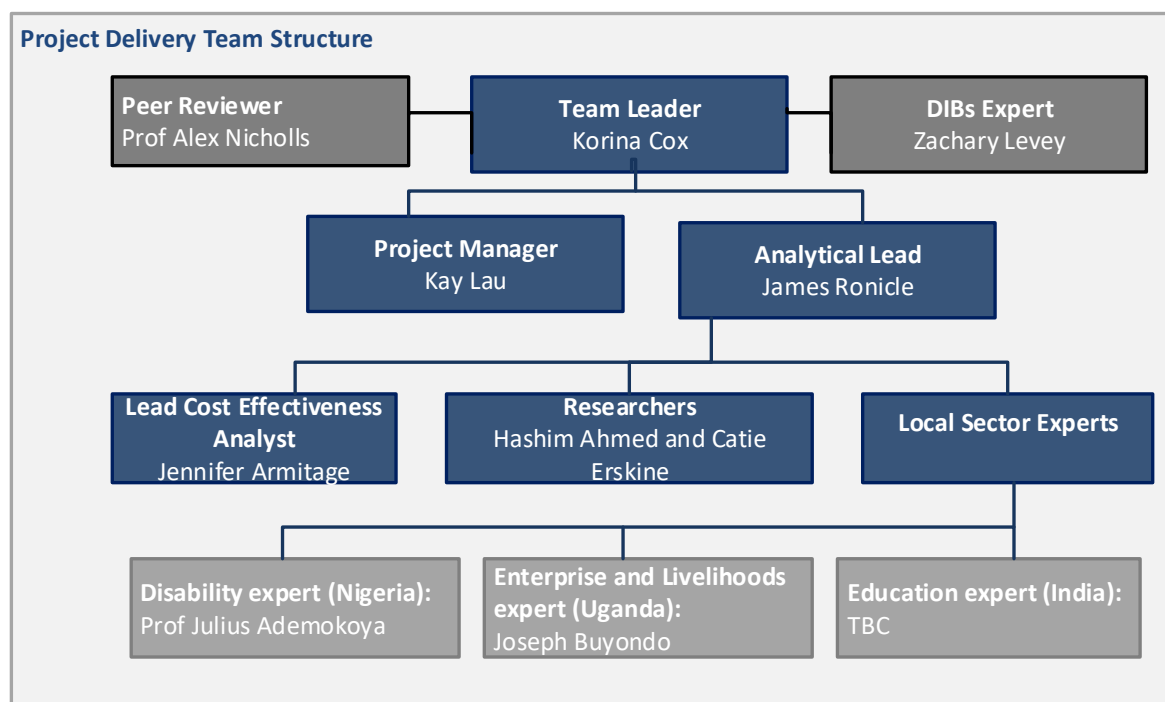 Project Delivery Team Structure
Peer Reviewer
Prof Alex Nicholls
Team Leader
Korina Cox
DIBs Expert
Zachary Levey
Project Manager
Kay Lau
Analytical Lead
James Ronicle
Lead Cost Effectiveness
Analyst
Jennifer Armitage
Researchers
Hashim Ahmed and Catie
Erskine
Local Sector Experts
Disability expert (Nigeria):
Prof Julius Ademokoya
Enterprise and Livelihoods
expert (Uganda):
Joseph Buyondo
Education expert (India):
TBC